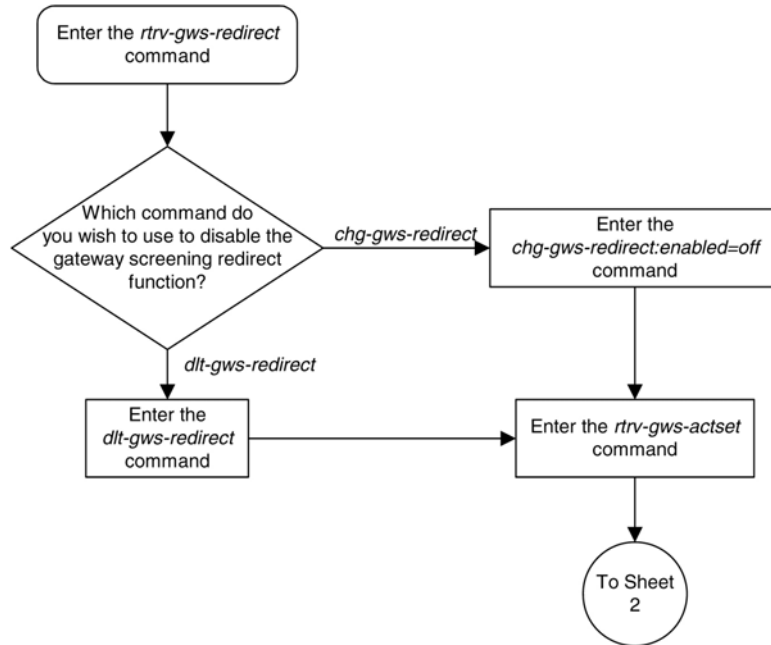 Enter the rtrv-gws-redirect
command
Which command do
you wish to use to disable the
gateway screening redirect
function?
chg-gws-redirect
Enter the
chg-gws-redirect:enabled=off
command
dlt-gws-redirect
Enter the
dlt-gws-redirect
command
Enter the rtrv-gws-actset
command
To Sheet
2